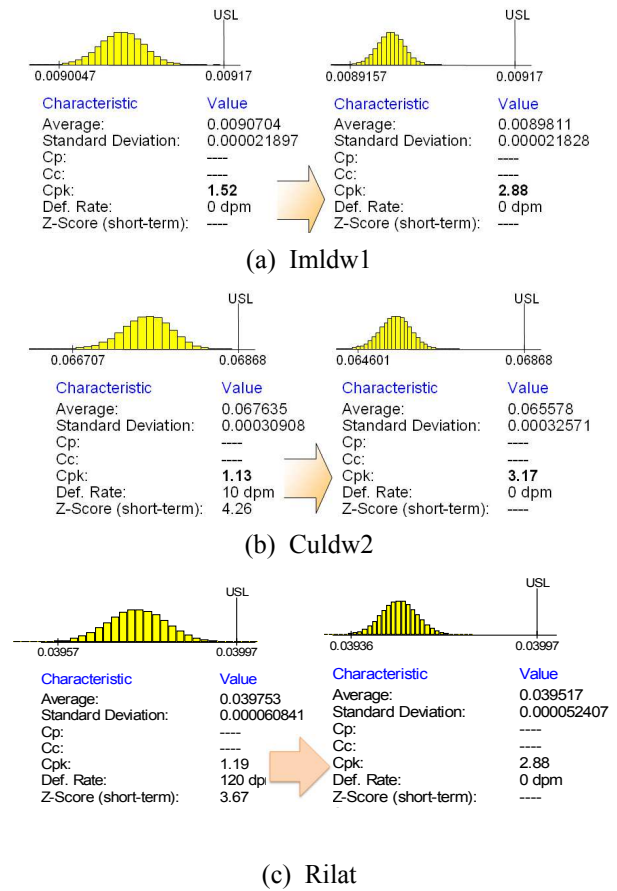 USL
0.0090047 0.00917
Characteristic Value
Average: 0.0090704
Standard Deviation: 0.000021897
Cp: ----
Cc: ----
Cpk: 1.52
Def. Rate: 0 dpm
Z-Score (short-term): ----
USL
0.0089157 0.00917
Characteristic Value
Average: 0.0089811
Standard Deviation: 0.000021828
Cp: ----
Cc: ----
Cpk: 2.88
Def. Rate: 0 dpm
Z-Score (short-term): ----
(a) Imldw1
USL
0.066707 0.06868
Characteristic Value
Average: 0.067635
Standard Deviation: 0.00030908
Cp: ----
Cc: ----
Cpk: 1.13
Def. Rate: 10 dpm
Z-Score (short-term): 4.26
USL
0.064601 0.06868
Characteristic Value
Average: 0.065578
Standard Deviation: 0.00032571
Cp: ----
Cc: ----
Cpk: 3.17
Def. Rate: 0 dpm
Z-Score (short-term): ----
(b) Culdw2
USL
0.03957 0.03997
Characteristic Value
Average: 0.039753
Standard Deviation: 0.000060841
Cp: ----
Cc: ----
Cpk: 1.19
Def. Rate: 120 dp
Z-Score (short-term): 3.67
USL
0.03936 0.03997
Characteristic Value
Average: 0.039517
Standard Deviation: 0.000052407
Cp: ----
Cc: ----
Cpk: 2.88
Def. Rate: 0 dpm
Z-Score (short-term): ----
(c) Rilat